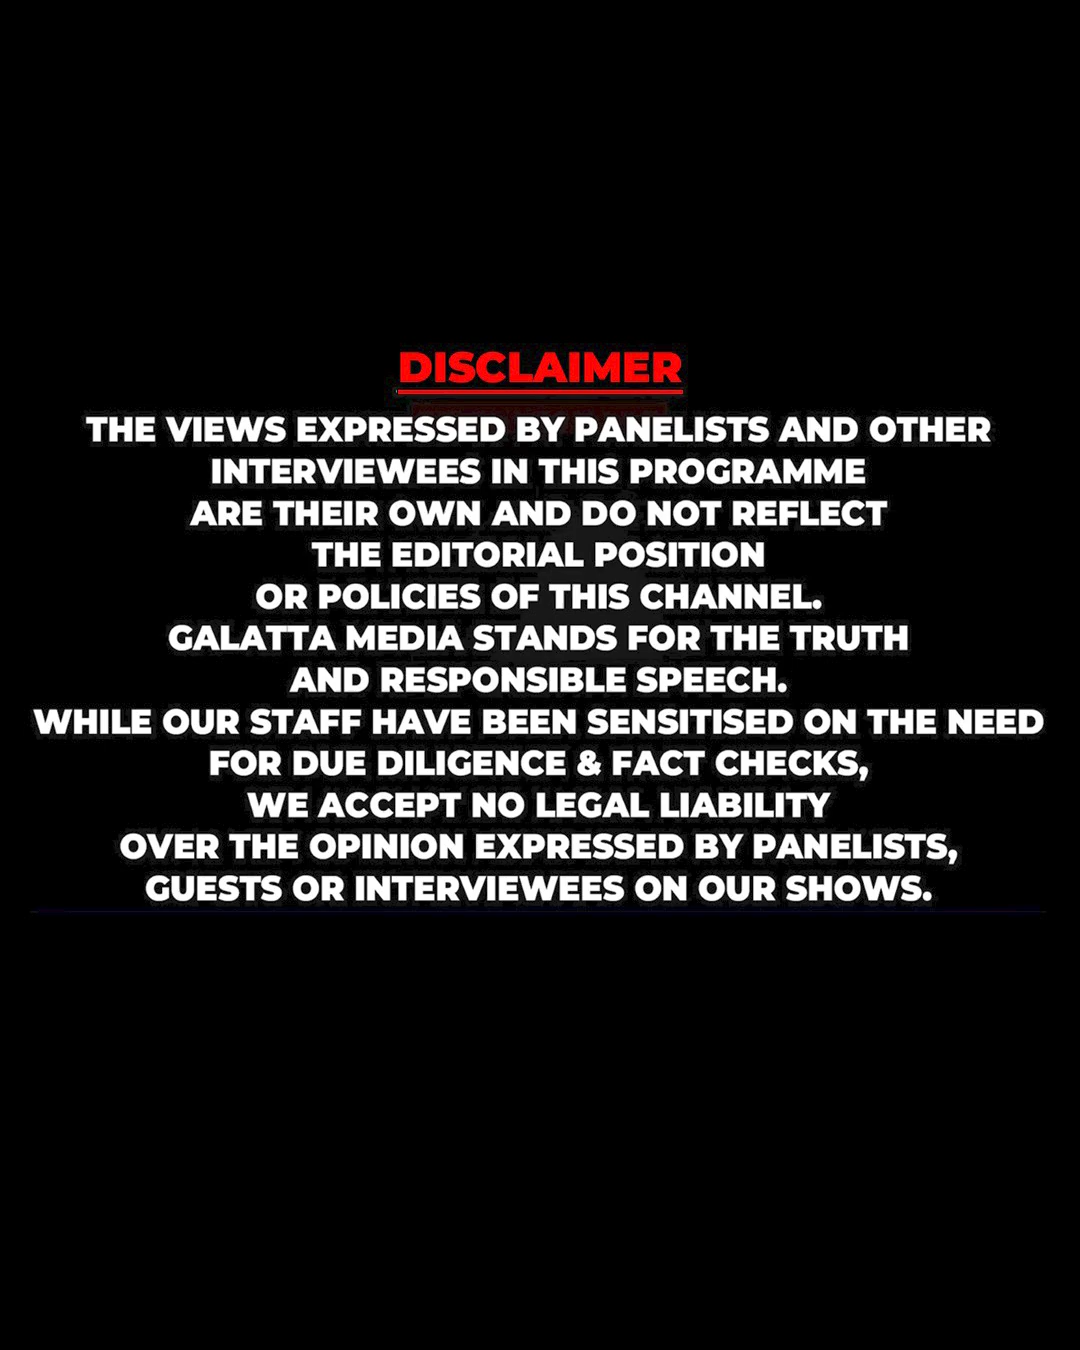 DISCLAIMER
THE VIEWS EXPRESSED BY PANELISTS AND OTHER
INTERVIEWEES IN THIS PROGRAMME
ARE THEIR OWN AND DO NOT REFLECT
THE EDITORIAL POSITION
OR POLICIES OF THIS CHANNEL.
GALATTA MEDIA STANDS FOR THE TRUTH
AND RESPONSIBLE SPEECH.
WHILE OUR STAFF HAVE BEEN SENSITISED ON THE NEED
FOR DUE DILIGENCE & FACT CHECKS,
WE ACCEPT NO LEGAL LIABILITY
OVER THE OPINION EXPRESSED BY PANELISTS,
GUESTS OR INTERVIEWEES ON OUR SHOWS.